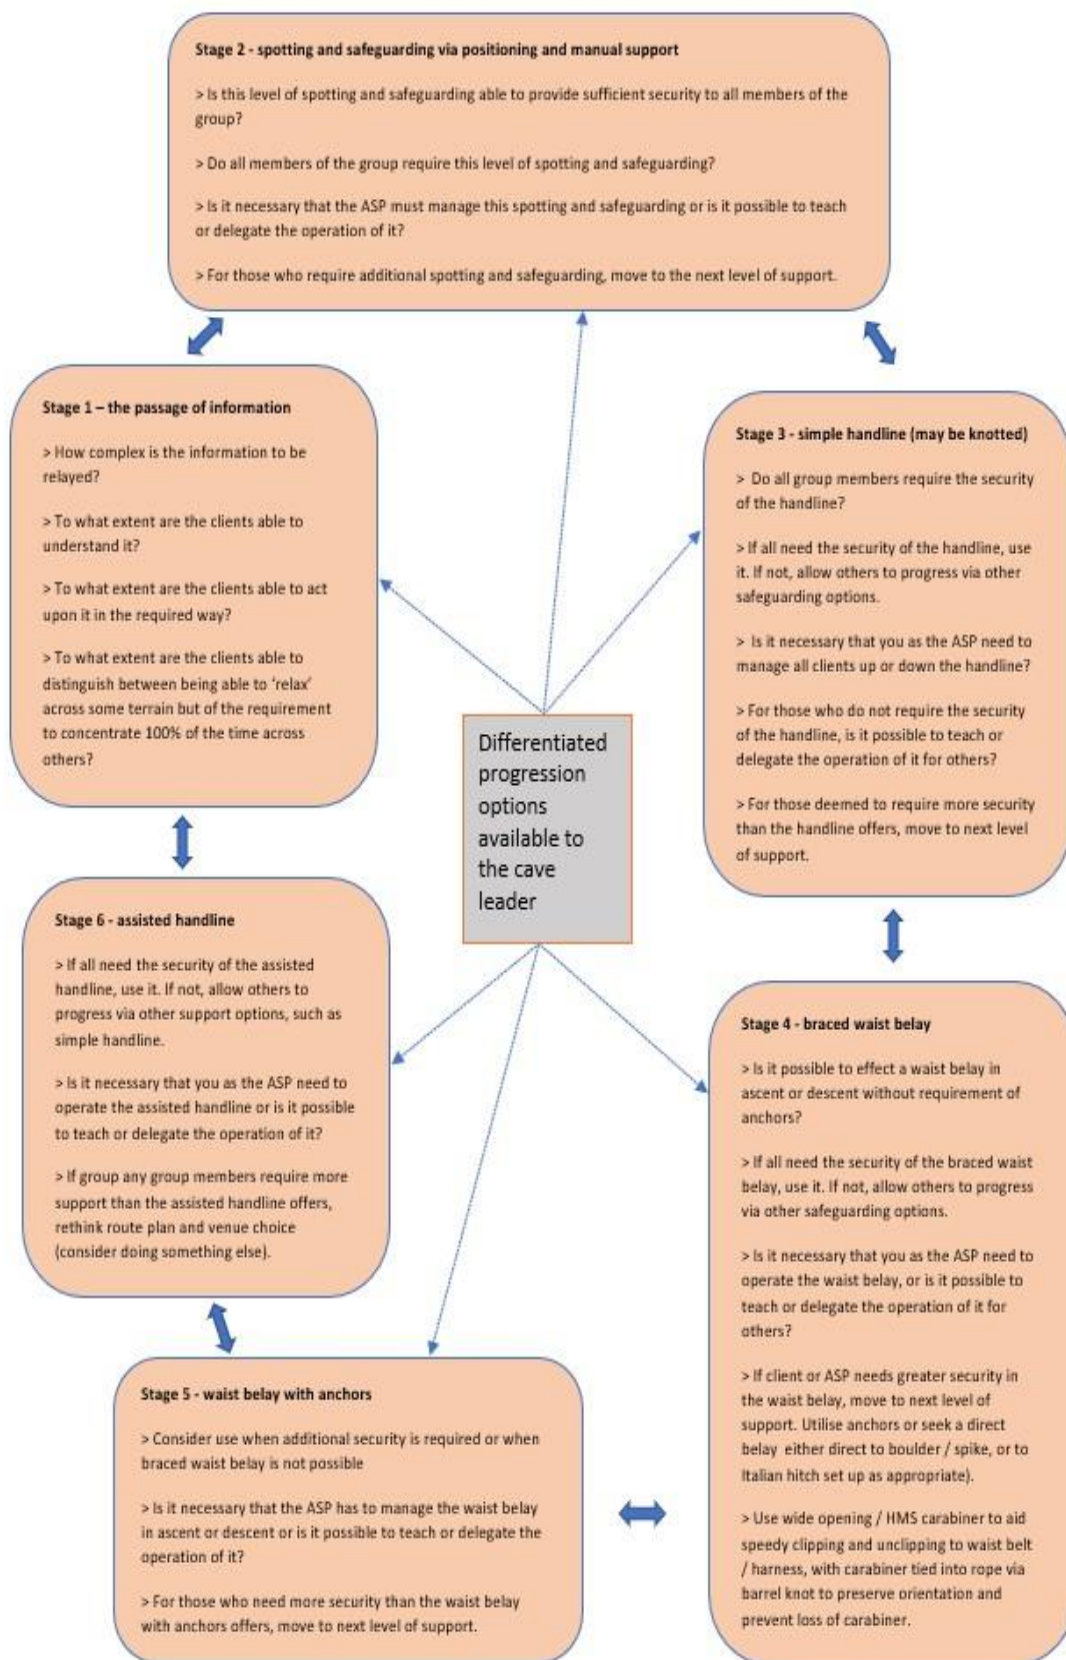 Stage 2 - spotting and safeguarding via positioning and manual support
> Is this level of spotting and safeguarding able to provide sufficient security to all members of the
group?
> Do all members of the group require this level of spotting and safeguarding?
> Is it necessary that the ASP must manage this spotting and safeguarding or is it possible to teach
or delegate the operation of it?
> For those who require additional spotting and safeguarding, move to the next level of support.
Stage 1 – the passage of information
> How complex is the information to be
relayed?
> To what extent are the clients able to
understand it?
> To what extent are the clients able to act
upon it in the required way?
> To what extent are the clients able to
distinguish between being able to ‘relax’
across some terrain but of the requirement
to concentrate 100% of the time across
others?
Stage 3 - simple handline (may be knotted)
> Do all group members require the security
of the handline?
> If all need the security of the handline, use
it. If not, allow others to progress via other
safeguarding options.
> Is it necessary that you as the ASP need to
manage all clients up or down the handline?
> For those who do not require the security
of the handline, is it possible to teach or
delegate the operation of it for others?
> For those deemed to require more security
than the handline offers, move to next level
of support.
Differentiated
progression
options
available to
the cave
leader
Stage 6 - assisted handline
> If all need the security of the assisted
handline, use it. If not, allow others to
progress via other support options, such as
simple handline.
> Is it necessary that you as the ASP need to
operate the assisted handline or is it possible
to teach or delegate the operation of it?
> If group any group members require more
support than the assisted handline offers,
rethink route plan and venue choice
(consider doing something else).
Stage 4 - braced waist belay
> Is it possible to effect a waist belay in
ascent or descent without requirement of
anchors?
> If all need the security of the braced waist
belay, use it. If not, allow others to progress
via other safeguarding options.
> Is it necessary that you as the ASP need to
operate the waist belay, or is it possible to
teach or delegate the operation of it for
others?
> If client or ASP needs greater security in
the waist belay, move to next level of
support. Utilise anchors or seek a direct
belay either direct to boulder / spike, or to
Italian hitch set up as appropriate).
> Use wide opening / HMS carabiner to aid
speedy clipping and unclipping to waist belt
/ harness, with carabiner tied into rope via
barrel knot to preserve orientation and
prevent loss of carabiner.
Stage 5 - waist belay with anchors
> Consider use when additional security is required or when
braced waist belay is not possible
> Is it necessary that the ASP has to manage the waist belay
in ascent or descent or is it possible to teach or delegate the
operation of it?
> For those who need more security than the waist belay
with anchors offers, move to next level of support.